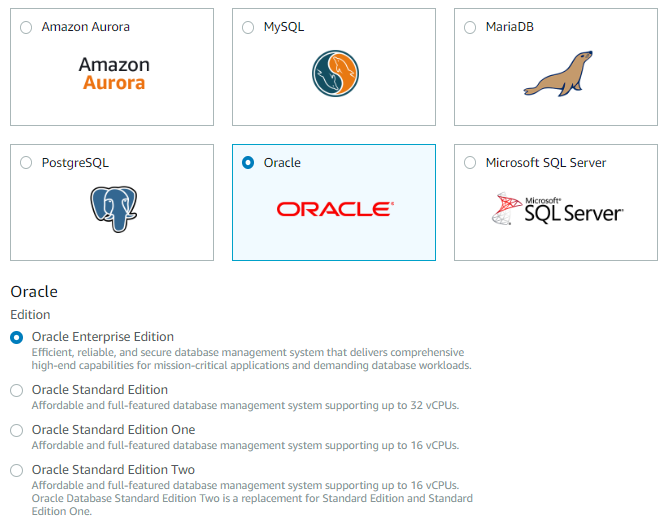 Amazon Aurora
Amazon
Aurora
MySQL
MariaDB
PostgreSQL
Oracle
ORACLE®
Microsoft SQL Server
Microsoft®
SQL Server
Oracle
Edition
Oracle Enterprise Edition
Efficient, reliable, and secure database management system that delivers comprehensive
high-end capabilities for mission-critical applications and demanding database workloads.
Oracle Standard Edition
Affordable and full-featured database management system supporting up to 32 vCPUs.
Oracle Standard Edition One
Affordable and full-featured database management system supporting up to 16 vCPUs.
Oracle Standard Edition Two
Affordable and full-featured database management system supporting up to 16 vCPUs.
Oracle Database Standard Edition Two is a replacement for Standard Edition and Standard
Edition One.